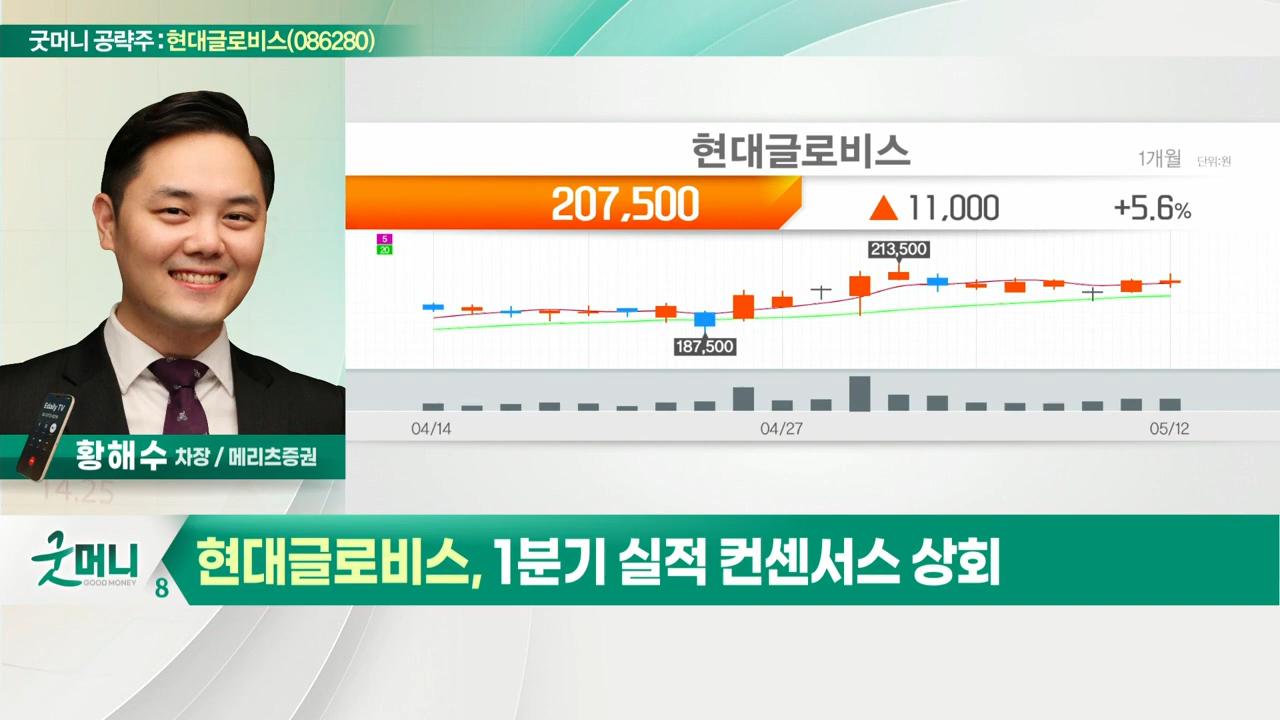 굿머니 공략주 : 현대글로비스(086280)
현대글로비스
1개월 단위:원
207,500 ▲ 11,000 +5.6%
5
20
213,500
187,500
04/14 04/27 05/12
Edaily TV
황해수 차장 / 메리츠증권
14.25
굿머니
GOOD MONEY
8
현대글로비스, 1분기 실적 컨센서스 상회